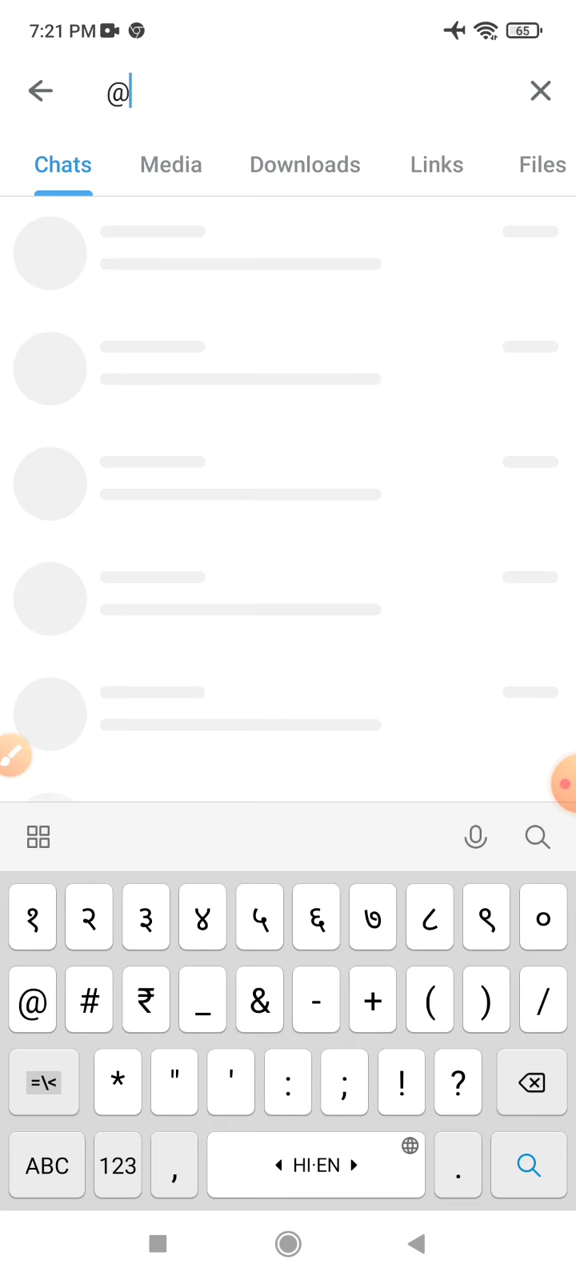 7:21 PM 65
@
Chats Media Downloads Links Files
१ २ ३ ४ ५ ६ ७ ८ ९ ०
@ # ₹ _ & - + ( ) /
=\< * " ' : ; ! ?
ABC 123 , HI·EN .